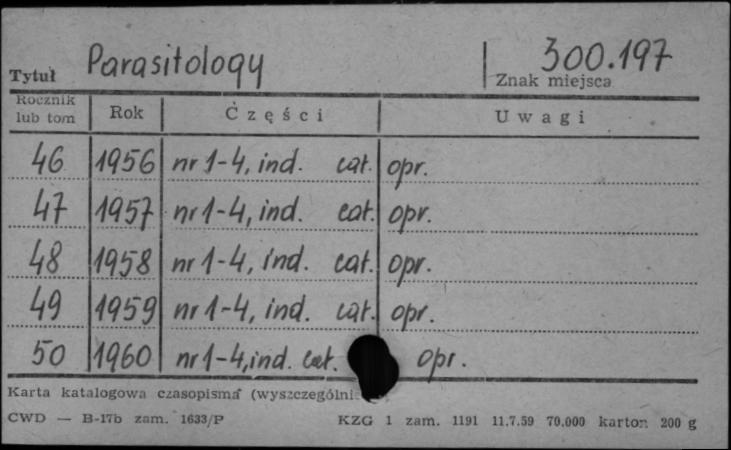 Tytuł Parasitology 300.197
Znak miejsca
Rocznik lub tom Rok Części Uwagi
46 1956 nr 1-4, ind. cat. opr.
47 1957 nr 1-4, ind. cat. opr.
48 1958 nr 1-4, ind. cat. opr.
49 1959 nr 1-4, ind. cat. opr.
50 1960 nr 1-4, ind. cat. opr.
Karta katalogowa czasopisma (wyszczególnie
CWD — B-17b zam. 1633/P KZG 1 zam. 1191 11.7.59 70.000 karton 200 g